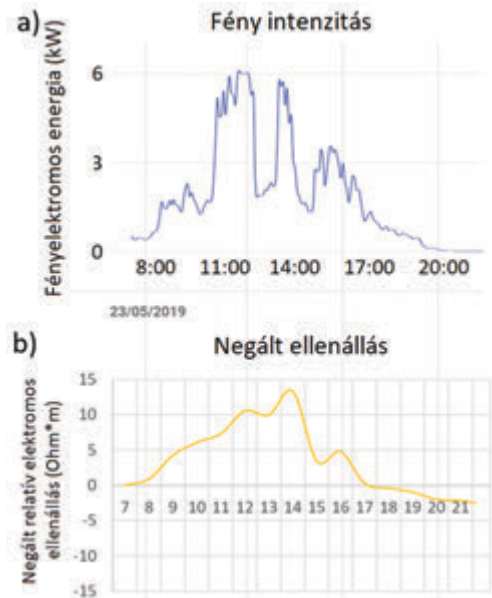 a) Fény intenzitás
Fényelektromos energia (kW)
6
3
0
8:00 11:00 14:00 17:00 20:00
23/05/2019
b) Negált ellenállás
Negált relatív elektromos
ellenállás (Ohm*m)
15
10
5
0
-5
-10
-15
7 8 9 10 11 12 13 14 15 16 17 18 19 20 21